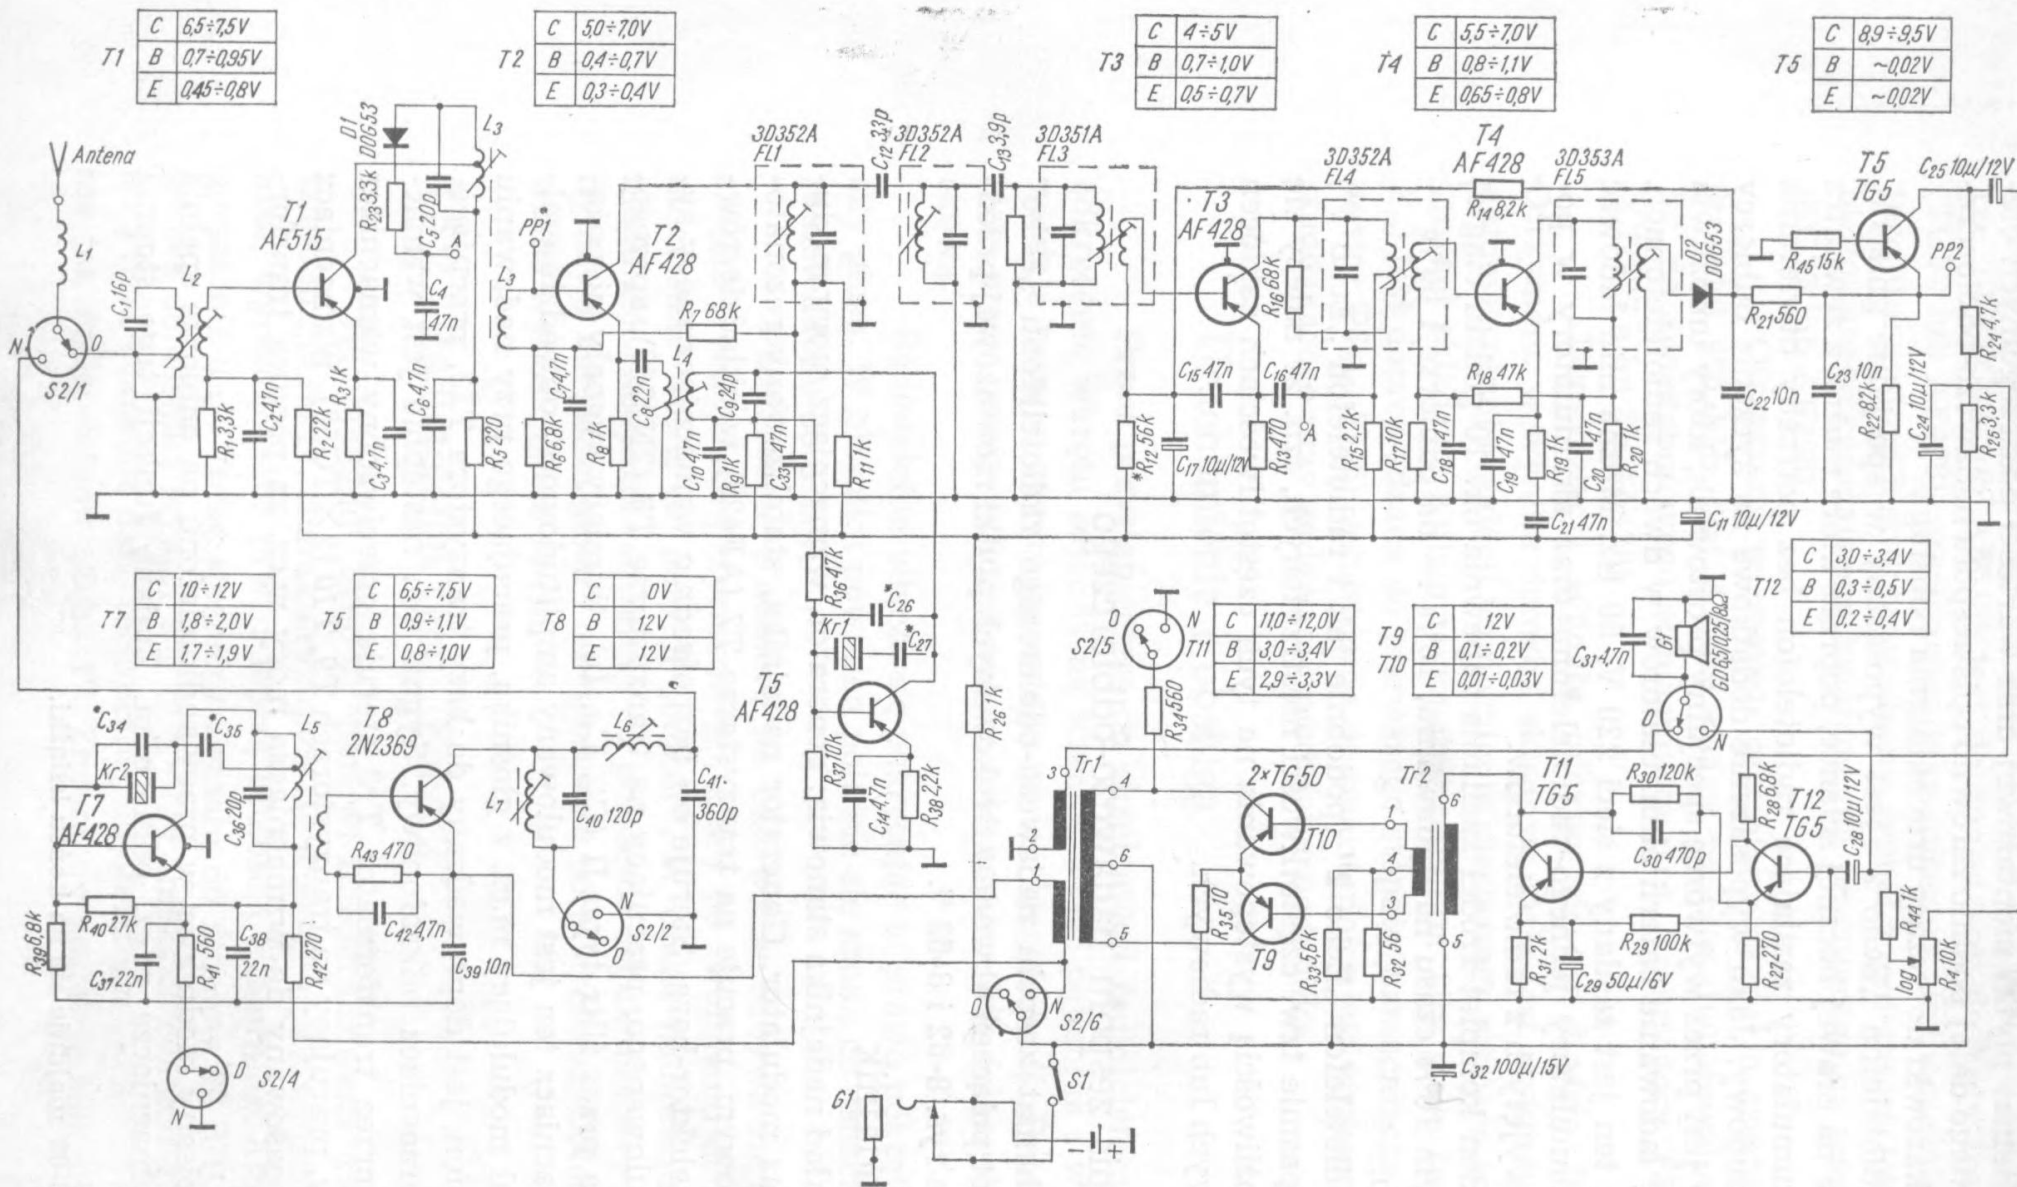 T1
C 6,5÷7,5V
B 0,7÷0,95V
E 0,45÷0,8V
T2
C 5,0÷7,0V
B 0,4÷0,7V
E 0,3÷0,4V
T3
C 4÷5V
B 0,7÷1,0V
E 0,5÷0,7V
T4
C 5,5÷7,0V
B 0,8÷1,1V
E 0,65÷0,8V
T5
C 8,9÷9,5V
B ~0,02V
E ~0,02V
Antena
L1
C1 16p
L2
N
O
S2/1
T1
AF515
D1
DOG53
R23 3,3k
C5 20p
L3
A
C4
47n
PP1*
L3
T2
AF428
R7 68k
3D352A
FL1
C12 3,3p
3D352A
FL2
C13 3,9p
3D351A
FL3
T3
AF428
R16 68k
3D352A
FL4
T4
AF428
R14 8,2k
3D353A
FL5
D2
DOG53
T5
TG5
C25 10µ/12V
R45 15k
PP2
R21 560
R24 4,7k
R1 3,3k
C2 4,7n
R2 22k
R3 1k
C3 4,7n
C6 4,7n
R5 220
R6 6,8k
C7 4,7n
R8 1k
C8 22n
L4
C9 24p
C10 47n
R9 1k
C33 47n
R11 1k
*R12 56k
C15 47n
C16 47n
A
C17 10µ/12V
R13 470
R15 2,2k
R17 10k
C18 47n
R18 47k
C19 47n
R19 1k
C20 47n
R20 1k
C21 47n
C22 10n
C23 10n
R22 82k
C24 10µ/12V
R25 3,3k
C11 10µ/12V
T7
C 10÷12V
B 1,8÷2,0V
E 1,7÷1,9V
T5
C 6,5÷7,5V
B 0,9÷1,1V
E 0,8÷1,0V
T8
C 0V
B 12V
E 12V
R36 47k
*C26
Kr1
*C27
T5
AF428
R37 10k
C14 4,7n
R38 2,2k
R26 1k
O
N
S2/5
R34 560
T11
C 11,0÷12,0V
B 3,0÷3,4V
E 2,9÷3,3V
T9
T10
C 12V
B 0,1÷0,2V
E 0,01÷0,03V
T12
C 3,0÷3,4V
B 0,3÷0,5V
E 0,2÷0,4V
C31 4,7n
Gł
GD6,5/0,25/8Ω
O
N
*C34
*C35
Kr2
T7
AF428
C36 20p
L5
T8
2N2369
L6
L7
C40 120p
C41
360p
R43 470
C42 4,7n
R39 6,8k
R40 27k
C37 22n
R41 560
C38
22n
R42 270
C39 10n
N
O
S2/2
D
N
S2/4
Tr1
3
2
1
4
6
5
O
N
S2/6
S1
G1
2×TG50
T10
T9
R35 10
R33 5,6k
R32 56
Tr2
1
4
3
6
5
C32 100µ/15V
T11
TG5
R30 120k
C30 470p
R28 6,8k
T12
TG5
C28 10µ/12V
R29 100k
R31 2k
C29 50µ/6V
R27 270
R44 1k
log
R4 10k